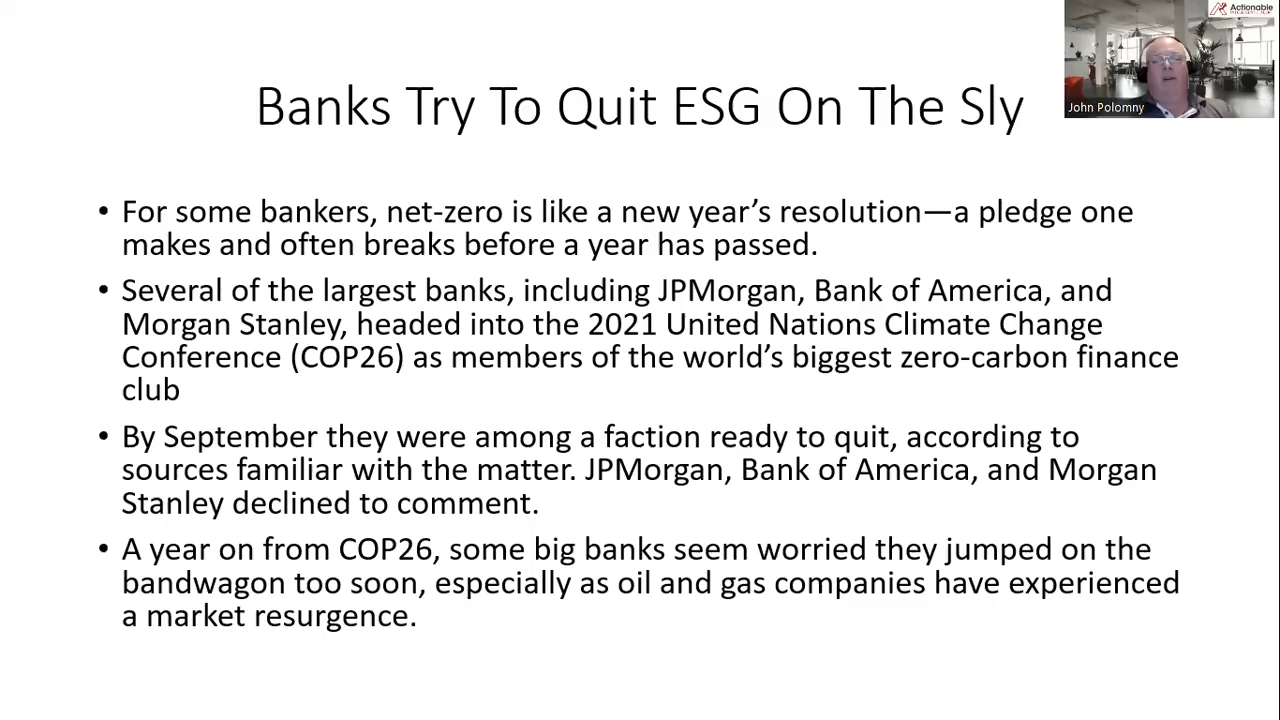 Actionable
John Polomny
Banks Try To Quit ESG On The Sly
• For some bankers, net-zero is like a new year’s resolution—a pledge one
makes and often breaks before a year has passed.
• Several of the largest banks, including JPMorgan, Bank of America, and
Morgan Stanley, headed into the 2021 United Nations Climate Change
Conference (COP26) as members of the world’s biggest zero-carbon finance
club
• By September they were among a faction ready to quit, according to
sources familiar with the matter. JPMorgan, Bank of America, and Morgan
Stanley declined to comment.
• A year on from COP26, some big banks seem worried they jumped on the
bandwagon too soon, especially as oil and gas companies have experienced
a market resurgence.